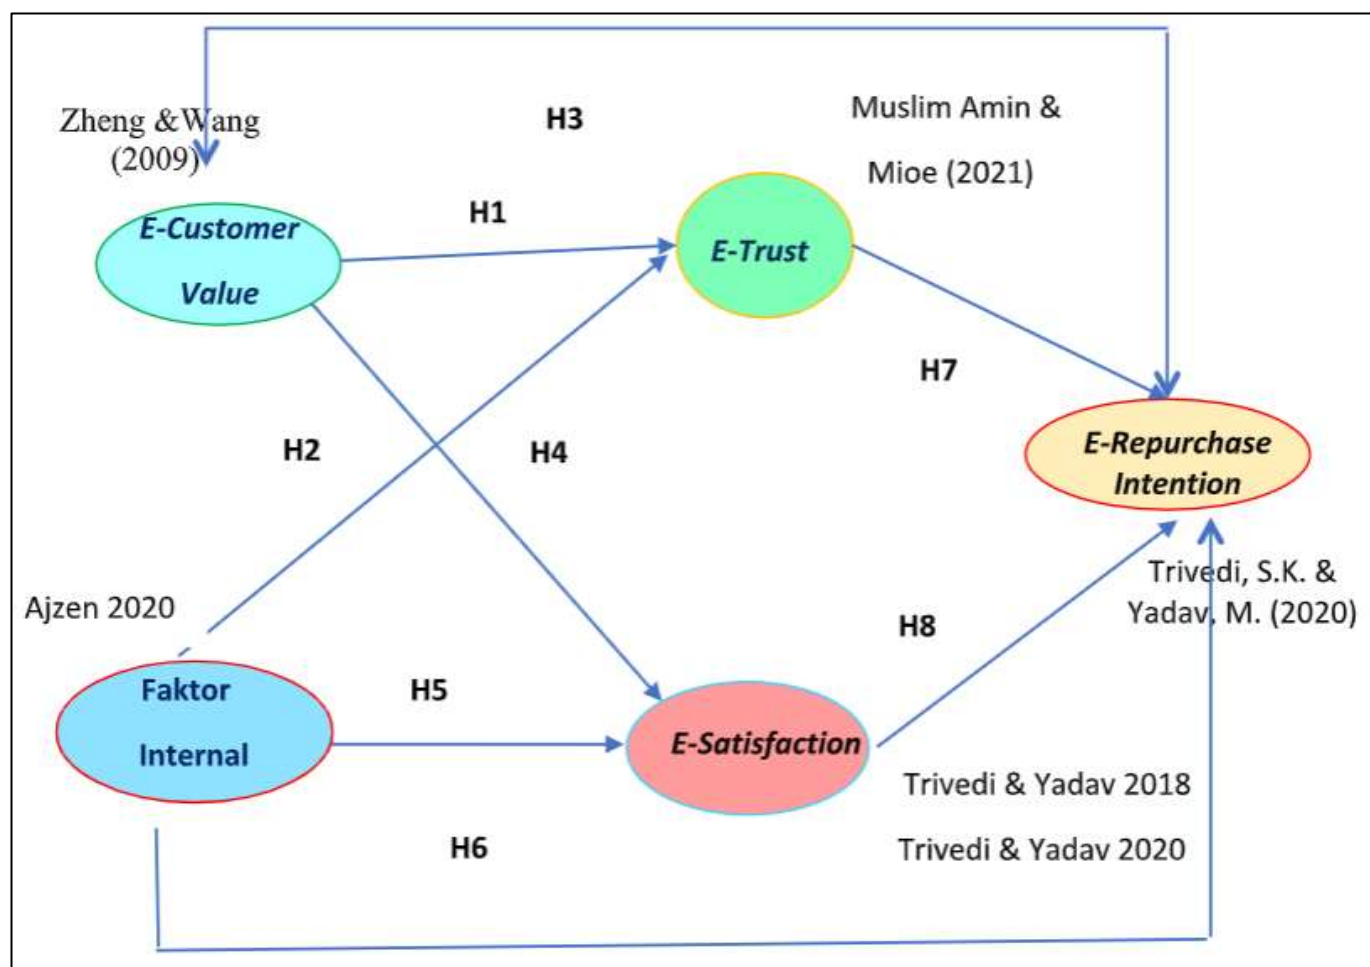 Zheng &Wang
(2009)
H3
Muslim Amin &
Mioe (2021)
H1
E-Customer
Value
E-Trust
H7
H2
H4
E-Repurchase
Intention
Ajzen 2020
Trivedi, S.K. &
Yadav, M. (2020)
H8
Faktor
Internal
H5
E-Satisfaction
Trivedi & Yadav 2018
H6
Trivedi & Yadav 2020